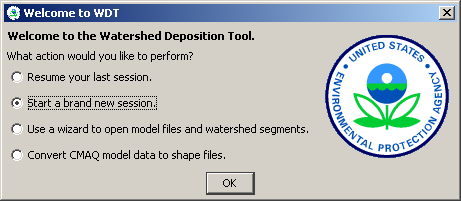 Welcome to WDT
Welcome to the Watershed Deposition Tool.
What action would you like to perform?
Resume your last session.
Start a brand new session.
Use a wizard to open model files and watershed segments.
Convert CMAQ model data to shape files.
UNITED STATES
ENVIRONMENTAL PROTECTION AGENCY
OK